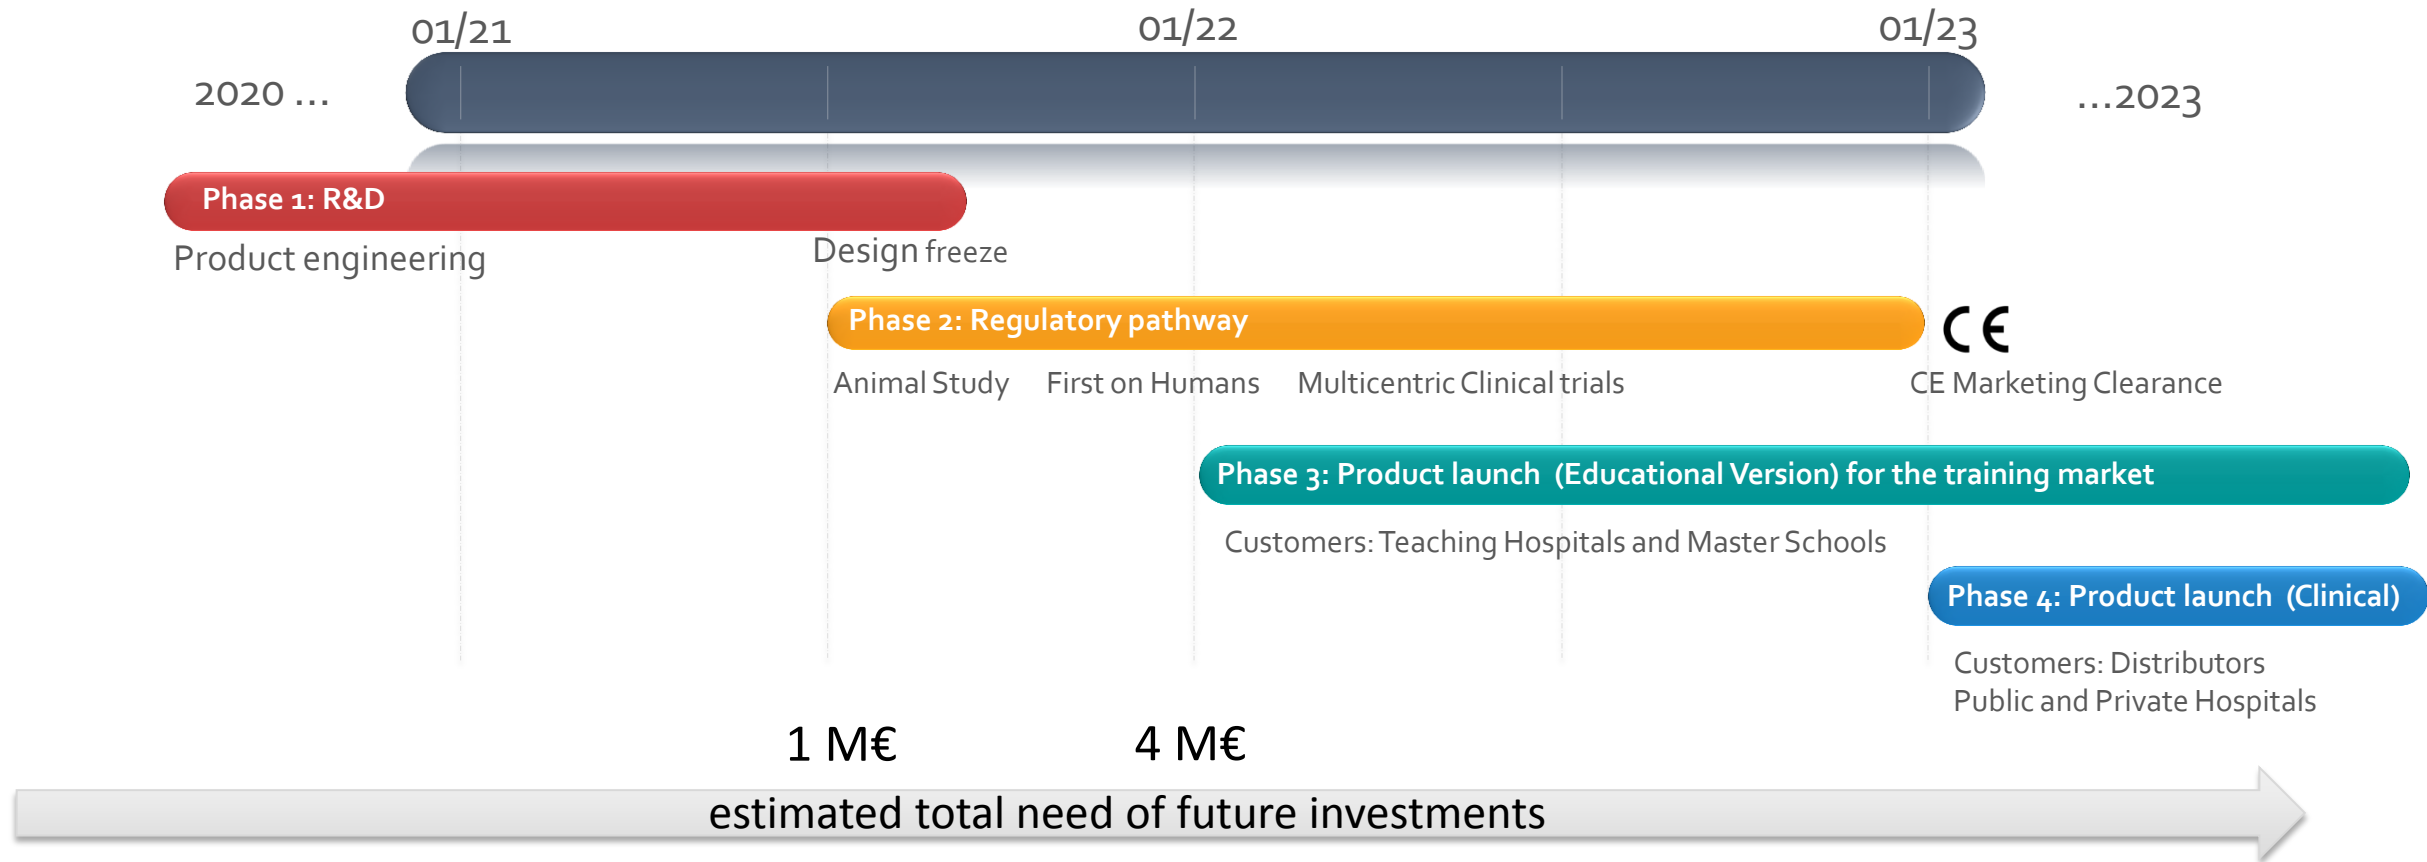 01/21
01/22
01/23
2020 ...
...2023
Phase 1: R&D
Product engineering
Design freeze
Phase 2: Regulatory pathway
CE
Animal Study
First on Humans
Multicentric Clinical trials
CE Marketing Clearance
Phase 3: Product launch (Educational Version) for the training market
Customers: Teaching Hospitals and Master Schools
Phase 4: Product launch (Clinical)
Customers: Distributors
Public and Private Hospitals
1 M€
4 M€
estimated total need of future investments